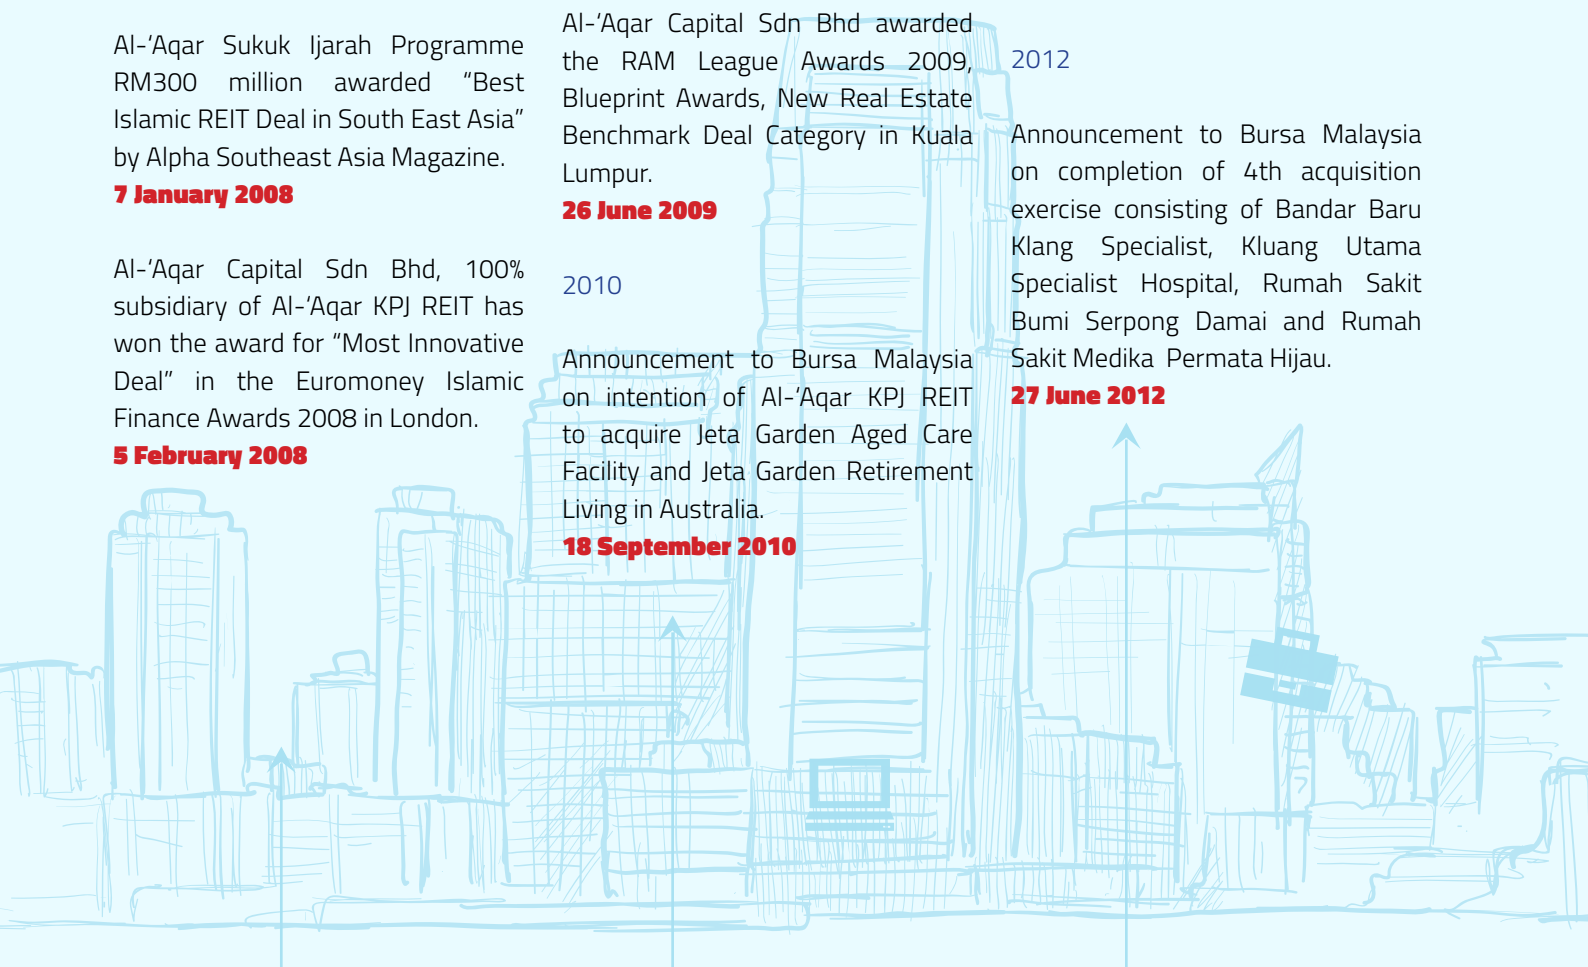 Al-‘Aqar Sukuk Ijarah Programme
RM300 million awarded “Best
Islamic REIT Deal in South East Asia”
by Alpha Southeast Asia Magazine.
7 January 2008
Al-‘Aqar Capital Sdn Bhd, 100%
subsidiary of Al-‘Aqar KPJ REIT has
won the award for “Most Innovative
Deal” in the Euromoney Islamic
Finance Awards 2008 in London.
5 February 2008
Al-‘Aqar Capital Sdn Bhd awarded
the RAM League Awards 2009,
Blueprint Awards, New Real Estate
Benchmark Deal Category in Kuala
Lumpur.
26 June 2009
2010
Announcement to Bursa Malaysia
on intention of Al-‘Aqar KPJ REIT
to acquire Jeta Garden Aged Care
Facility and Jeta Garden Retirement
Living in Australia.
18 September 2010
2012
Announcement to Bursa Malaysia
on completion of 4th acquisition
exercise consisting of Bandar Baru
Klang Specialist, Kluang Utama
Specialist Hospital, Rumah Sakit
Bumi Serpong Damai and Rumah
Sakit Medika Permata Hijau.
27 June 2012